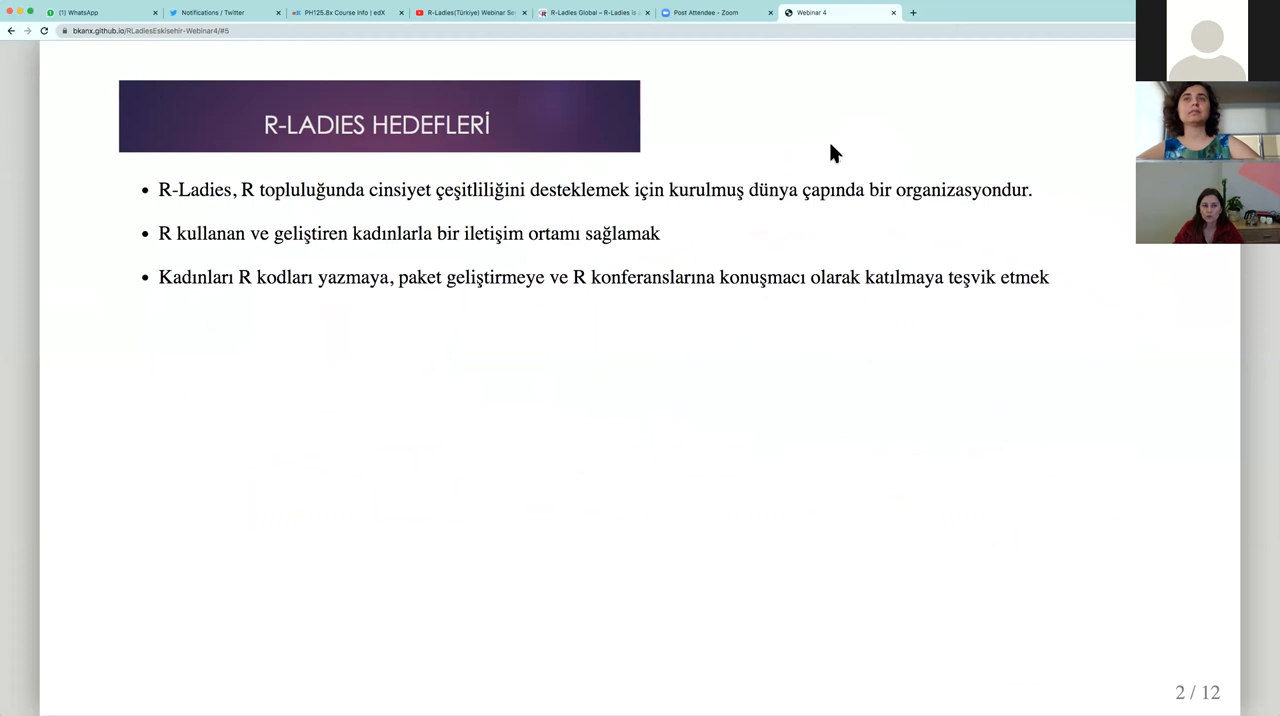 (1) WhatsApp
Notifications / Twitter
PH125.8x Course Info | edX
R-Ladies(Türkiye) Webinar Se
R-Ladies Global – R-Ladies is
Post Attendee - Zoom
Webinar 4
bkanx.github.io/RLadiesEskisehir-Webinar4/#5
R-LADIES HEDEFLERİ
• R-Ladies, R topluluğunda cinsiyet çeşitliliğini desteklemek için kurulmuş dünya çapında bir organizasyondur.
• R kullanan ve geliştiren kadınlarla bir iletişim ortamı sağlamak
• Kadınları R kodları yazmaya, paket geliştirmeye ve R konferanslarına konuşmacı olarak katılmaya teşvik etmek
2 / 12